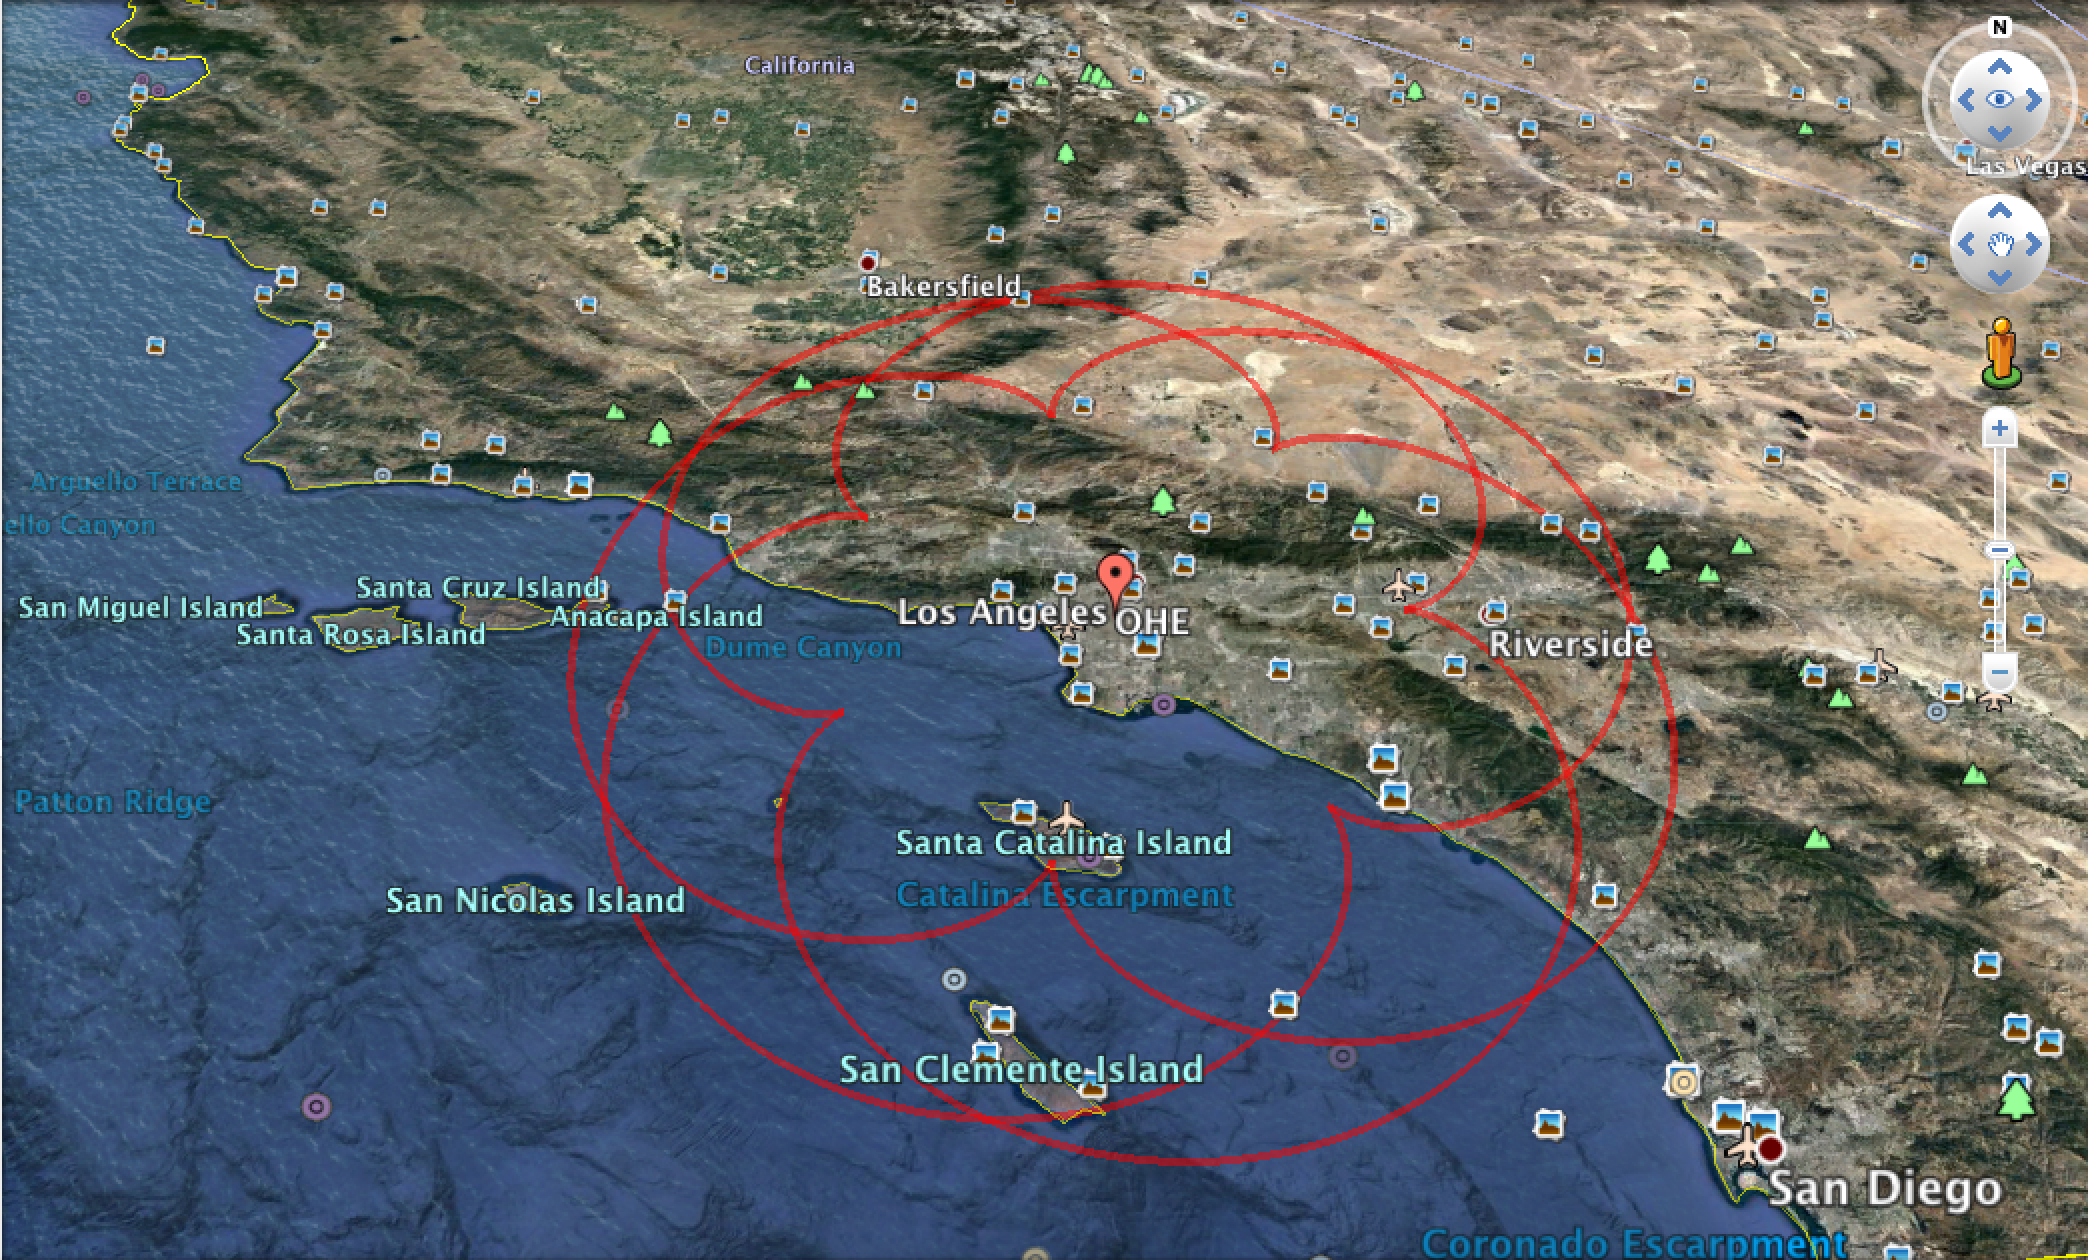 N
California
Las Vegas
Bakersfield
Arguello Terrace
ello Canyon
Santa Cruz Island
San Miguel Island
Anacapa Island
Los Angeles
OHE
Santa Rosa Island
Dume Canyon
Riverside
Patton Ridge
Santa Catalina Island
Catalina Escarpment
San Nicolas Island
San Clemente Island
San Diego
Coronado Escarpment